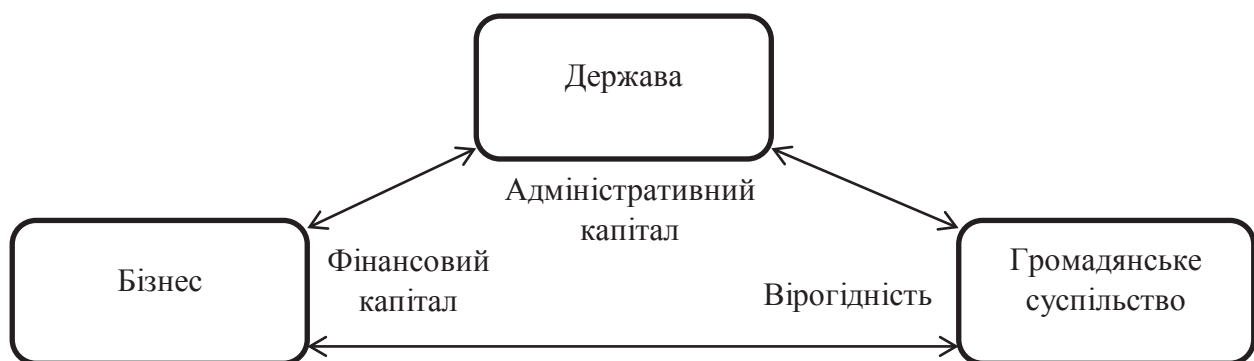 Держава
Адміністративний
капітал
Бізнес
Фінансовий
капітал
Вірогідність
Громадянське
суспільство